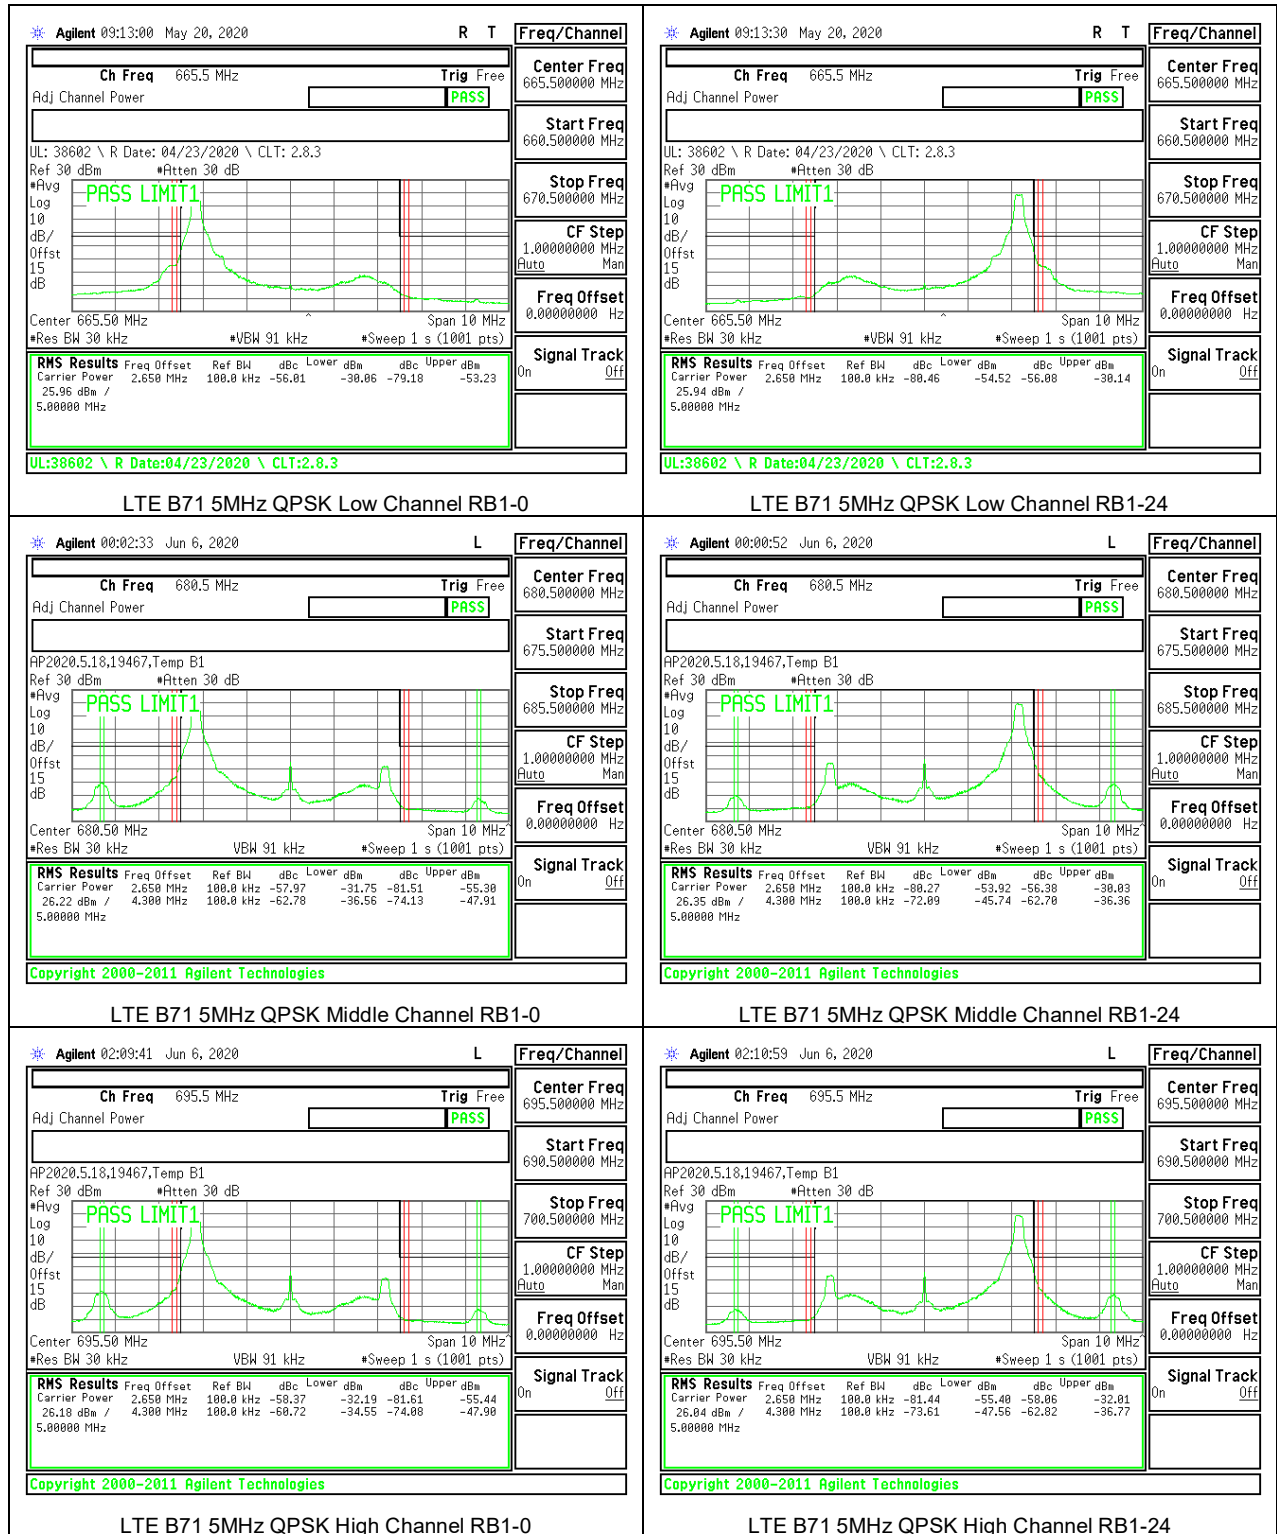 Agilent 09:13:00 May 20, 2020 R T Freq/Channel
Ch Freq 665.5 MHz Trig Free
Adj Channel Power PASS
Center Freq
665.500000 MHz
Start Freq
660.500000 MHz
UL: 38602 \ R Date: 04/23/2020 \ CLT: 2.8.3
Ref 30 dBm #Atten 30 dB
#Avg
Log
10
dB/
Offst
15
dB
PASS LIMIT1
Stop Freq
670.500000 MHz
CF Step
1.00000000 MHz
Auto Man
Freq Offset
0.00000000 Hz
Center 665.50 MHz Span 10 MHz
#Res BW 30 kHz #VBW 91 kHz #Sweep 1 s (1001 pts)
Signal Track
On Off
RMS Results Freq Offset Ref BW dBc Lower dBm dBc Upper dBm
Carrier Power 2.650 MHz 100.0 kHz -56.01 -30.06 -79.18 -53.23
25.96 dBm /
5.00000 MHz
UL:38602 \ R Date:04/23/2020 \ CLT:2.8.3
LTE B71 5MHz QPSK Low Channel RB1-0
Agilent 09:13:30 May 20, 2020 R T Freq/Channel
Ch Freq 665.5 MHz Trig Free
Adj Channel Power PASS
Center Freq
665.500000 MHz
Start Freq
660.500000 MHz
UL: 38602 \ R Date: 04/23/2020 \ CLT: 2.8.3
Ref 30 dBm #Atten 30 dB
#Avg
Log
10
dB/
Offst
15
dB
PASS LIMIT1
Stop Freq
670.500000 MHz
CF Step
1.00000000 MHz
Auto Man
Freq Offset
0.00000000 Hz
Center 665.50 MHz Span 10 MHz
#Res BW 30 kHz #VBW 91 kHz #Sweep 1 s (1001 pts)
Signal Track
On Off
RMS Results Freq Offset Ref BW dBc Lower dBm dBc Upper dBm
Carrier Power 2.650 MHz 100.0 kHz -80.46 -54.52 -56.08 -30.14
25.94 dBm /
5.00000 MHz
UL:38602 \ R Date:04/23/2020 \ CLT:2.8.3
LTE B71 5MHz QPSK Low Channel RB1-24
Agilent 00:02:33 Jun 6, 2020 L Freq/Channel
Ch Freq 680.5 MHz Trig Free
Adj Channel Power PASS
Center Freq
680.500000 MHz
Start Freq
675.500000 MHz
AP2020.5.18,19467,Temp B1
Ref 30 dBm #Atten 30 dB
#Avg
Log
10
dB/
Offst
15
dB
PASS LIMIT1
Stop Freq
685.500000 MHz
CF Step
1.00000000 MHz
Auto Man
Freq Offset
0.00000000 Hz
Center 680.50 MHz Span 10 MHz
#Res BW 30 kHz VBW 91 kHz #Sweep 1 s (1001 pts)
Signal Track
On Off
RMS Results Freq Offset Ref BW dBc Lower dBm dBc Upper dBm
Carrier Power 2.650 MHz 100.0 kHz -57.97 -31.75 -81.51 -55.30
26.22 dBm / 4.300 MHz 100.0 kHz -62.78 -36.56 -74.13 -47.91
5.00000 MHz
Copyright 2000-2011 Agilent Technologies
LTE B71 5MHz QPSK Middle Channel RB1-0
Agilent 00:00:52 Jun 6, 2020 L Freq/Channel
Ch Freq 680.5 MHz Trig Free
Adj Channel Power PASS
Center Freq
680.500000 MHz
Start Freq
675.500000 MHz
AP2020.5.18,19467,Temp B1
Ref 30 dBm #Atten 30 dB
#Avg
Log
10
dB/
Offst
15
dB
PASS LIMIT1
Stop Freq
685.500000 MHz
CF Step
1.00000000 MHz
Auto Man
Freq Offset
0.00000000 Hz
Center 680.50 MHz Span 10 MHz
#Res BW 30 kHz VBW 91 kHz #Sweep 1 s (1001 pts)
Signal Track
On Off
RMS Results Freq Offset Ref BW dBc Lower dBm dBc Upper dBm
Carrier Power 2.650 MHz 100.0 kHz -80.27 -53.92 -56.38 -30.03
26.35 dBm / 4.300 MHz 100.0 kHz -72.09 -45.74 -62.70 -36.36
5.00000 MHz
Copyright 2000-2011 Agilent Technologies
LTE B71 5MHz QPSK Middle Channel RB1-24
Agilent 02:09:41 Jun 6, 2020 L Freq/Channel
Ch Freq 695.5 MHz Trig Free
Adj Channel Power PASS
Center Freq
695.500000 MHz
Start Freq
690.500000 MHz
AP2020.5.18,19467,Temp B1
Ref 30 dBm #Atten 30 dB
#Avg
Log
10
dB/
Offst
15
dB
PASS LIMIT1
Stop Freq
700.500000 MHz
CF Step
1.00000000 MHz
Auto Man
Freq Offset
0.00000000 Hz
Center 695.50 MHz Span 10 MHz
#Res BW 30 kHz VBW 91 kHz #Sweep 1 s (1001 pts)
Signal Track
On Off
RMS Results Freq Offset Ref BW dBc Lower dBm dBc Upper dBm
Carrier Power 2.650 MHz 100.0 kHz -58.37 -32.19 -81.61 -55.44
26.18 dBm / 4.300 MHz 100.0 kHz -60.72 -34.55 -74.08 -47.90
5.00000 MHz
Copyright 2000-2011 Agilent Technologies
LTE B71 5MHz QPSK High Channel RB1-0
Agilent 02:10:59 Jun 6, 2020 L Freq/Channel
Ch Freq 695.5 MHz Trig Free
Adj Channel Power PASS
Center Freq
695.500000 MHz
Start Freq
690.500000 MHz
AP2020.5.18,19467,Temp B1
Ref 30 dBm #Atten 30 dB
#Avg
Log
10
dB/
Offst
15
dB
PASS LIMIT1
Stop Freq
700.500000 MHz
CF Step
1.00000000 MHz
Auto Man
Freq Offset
0.00000000 Hz
Center 695.50 MHz Span 10 MHz
#Res BW 30 kHz VBW 91 kHz #Sweep 1 s (1001 pts)
Signal Track
On Off
RMS Results Freq Offset Ref BW dBc Lower dBm dBc Upper dBm
Carrier Power 2.650 MHz 100.0 kHz -81.44 -55.40 -58.06 -32.01
26.04 dBm / 4.300 MHz 100.0 kHz -73.61 -47.56 -62.82 -36.77
5.00000 MHz
Copyright 2000-2011 Agilent Technologies
LTE B71 5MHz QPSK High Channel RB1-24